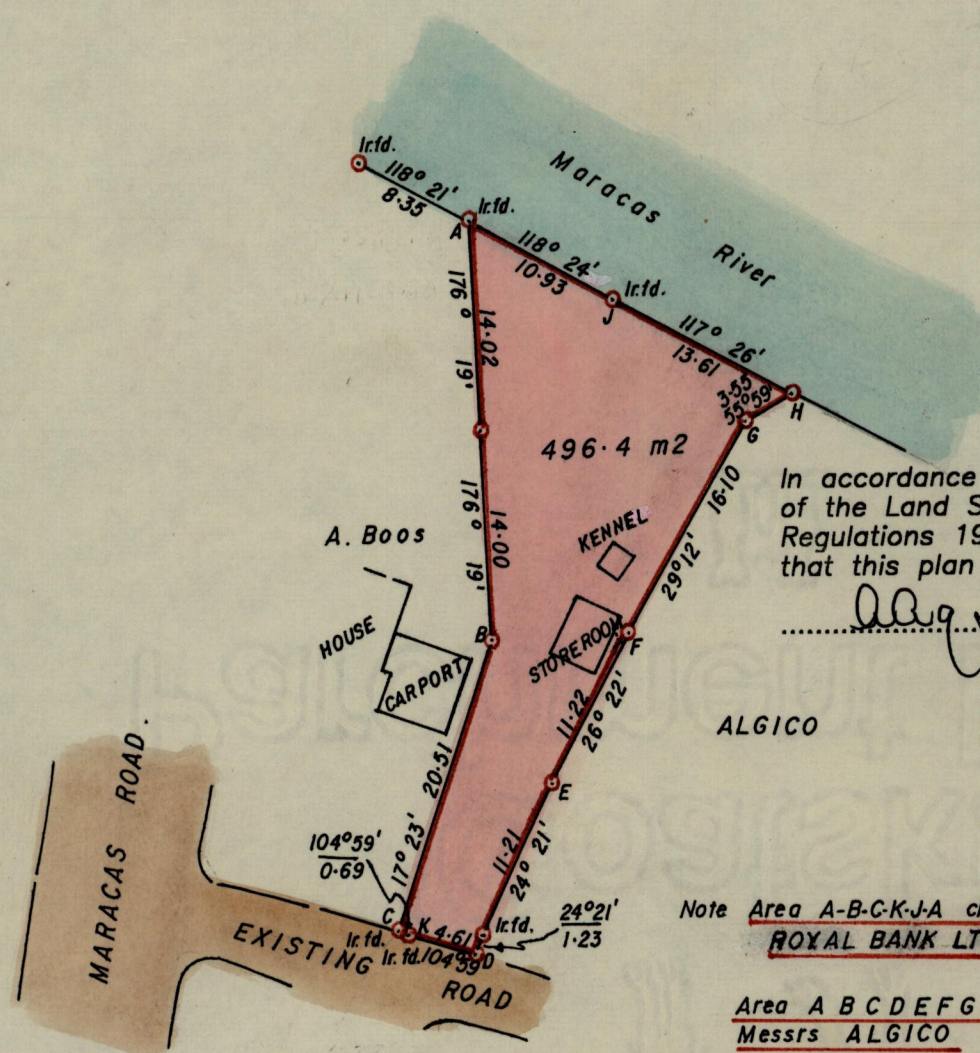 Ir.fd.
118° 21'
8·35
Maracas River
A
Ir.fd.
118° 24'
10·93
J
Ir.fd.
117° 26'
13·61
3·55
55° 59'
H
G
176° 19'
14·02
496·4 m2
16·10
29° 12'
In accordance
of the Land S
Regulations 19
that this plan
A. Boos
176° 19'
14·00
KENNEL
HOUSE
CARPORT
B
STOREROOM
F
11·22
26° 22'
ALGICO
E
20·51
17° 23'
11·21
24° 21'
MARACAS ROAD.
104° 59'
0·69
C
K
Ir.fd.
Ir.fd.
4·61
104° 59'
Ir.fd.
D
24° 21'
1·23
EXISTING ROAD
Note Area A-B-C-K-J-A
ROYAL BANK LT
Area A B C D E F G
Messrs ALGICO